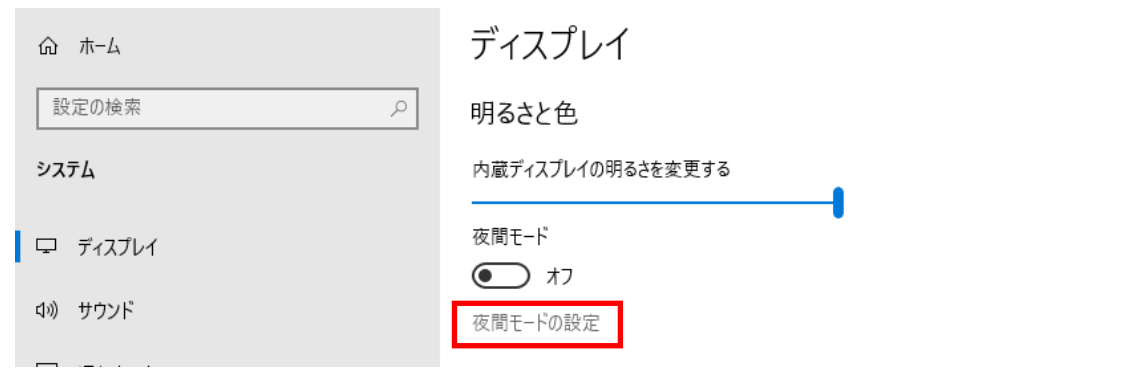 ホーム
設定の検索
システム
ディスプレイ
サウンド
ディスプレイ
明るさと色
内蔵ディスプレイの明るさを変更する
夜間モード
オフ
夜間モードの設定